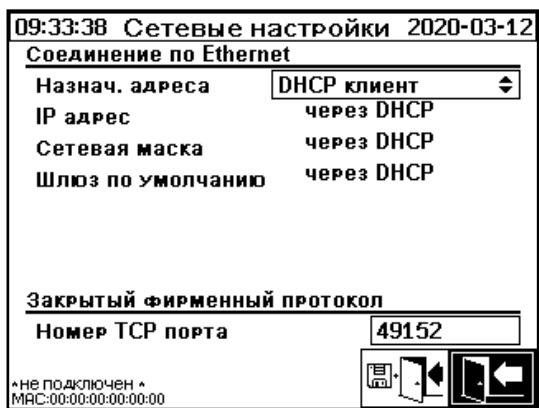 09:33:38 Сетевые настройки 2020-03-12
Соединение по Ethernet
Назнач. адреса DHCP клиент
IP адрес через DHCP
Сетевая маска через DHCP
Шлюз по умолчанию через DHCP
Закрытый фирменный протокол
Номер TCP порта 49152
*не подключен *
MAC:00:00:00:00:00:00